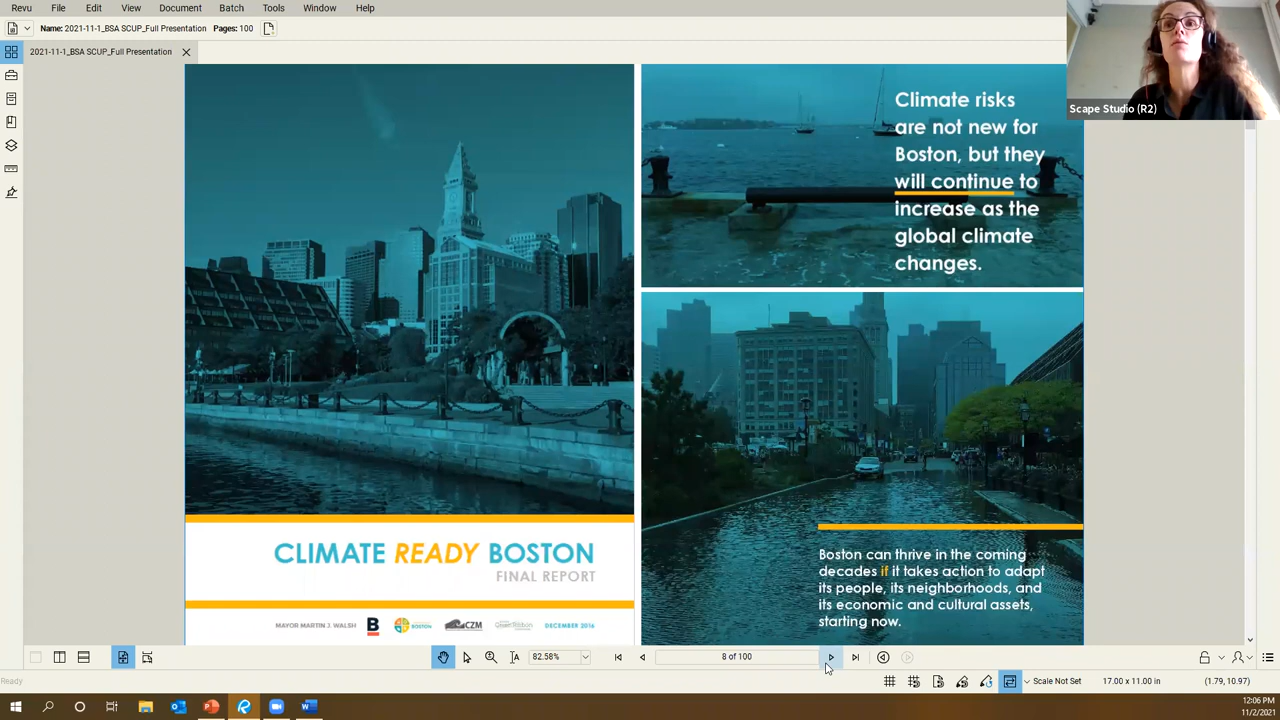 Revu File Edit View Document Batch Tools Window Help
Name: 2021-11-1_BSA SCUP_Full Presentation Pages: 100
2021-11-1_BSA SCUP_Full Presentation
Scape Studio (R2)
Climate risks
are not new for
Boston, but they
will continue to
increase as the
global climate
changes.
CLIMATE READY BOSTON
FINAL REPORT
MAYOR MARTIN J. WALSH B BOSTON CZM DECEMBER 2016
Boston can thrive in the coming
decades if it takes action to adapt
its people, its neighborhoods, and
its economic and cultural assets,
starting now.
82.58% 8 of 100
Scale Not Set 17.00 x 11.00 in (1.79, 10.97)
12:06 PM
11/2/2021